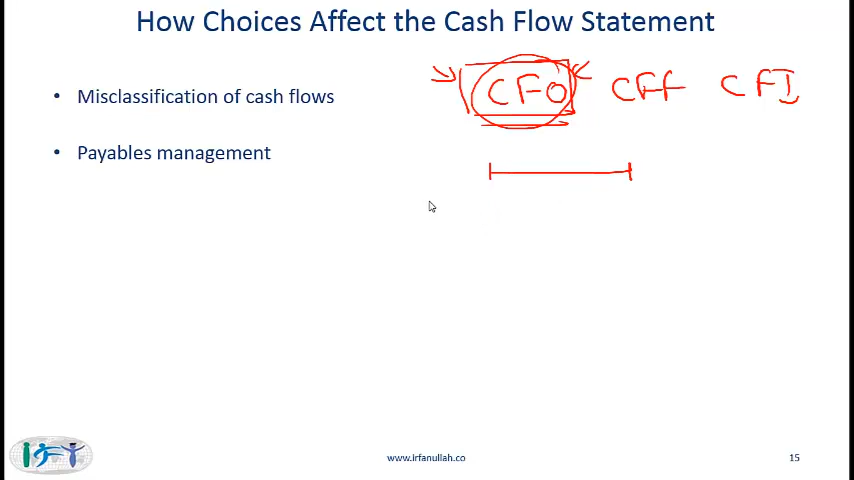 How Choices Affect the Cash Flow Statement
CFO CFF CFI
• Misclassification of cash flows
• Payables management
www.irfanullah.co
15